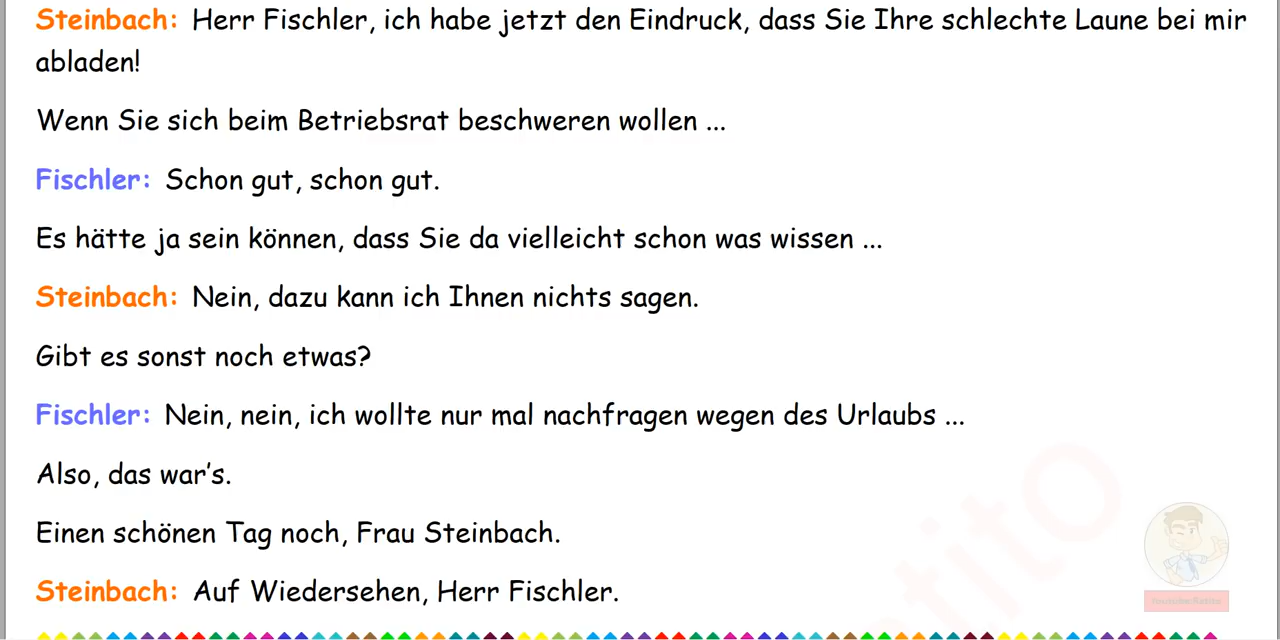 Steinbach: Herr Fischler, ich habe jetzt den Eindruck, dass Sie Ihre schlechte Laune bei mir
abladen!
Wenn Sie sich beim Betriebsrat beschweren wollen ...
Fischler: Schon gut, schon gut.
Es hätte ja sein können, dass Sie da vielleicht schon was wissen ...
Steinbach: Nein, dazu kann ich Ihnen nichts sagen.
Gibt es sonst noch etwas?
Fischler: Nein, nein, ich wollte nur mal nachfragen wegen des Urlaubs ...
Also, das war’s.
Einen schönen Tag noch, Frau Steinbach.
Steinbach: Auf Wiedersehen, Herr Fischler.